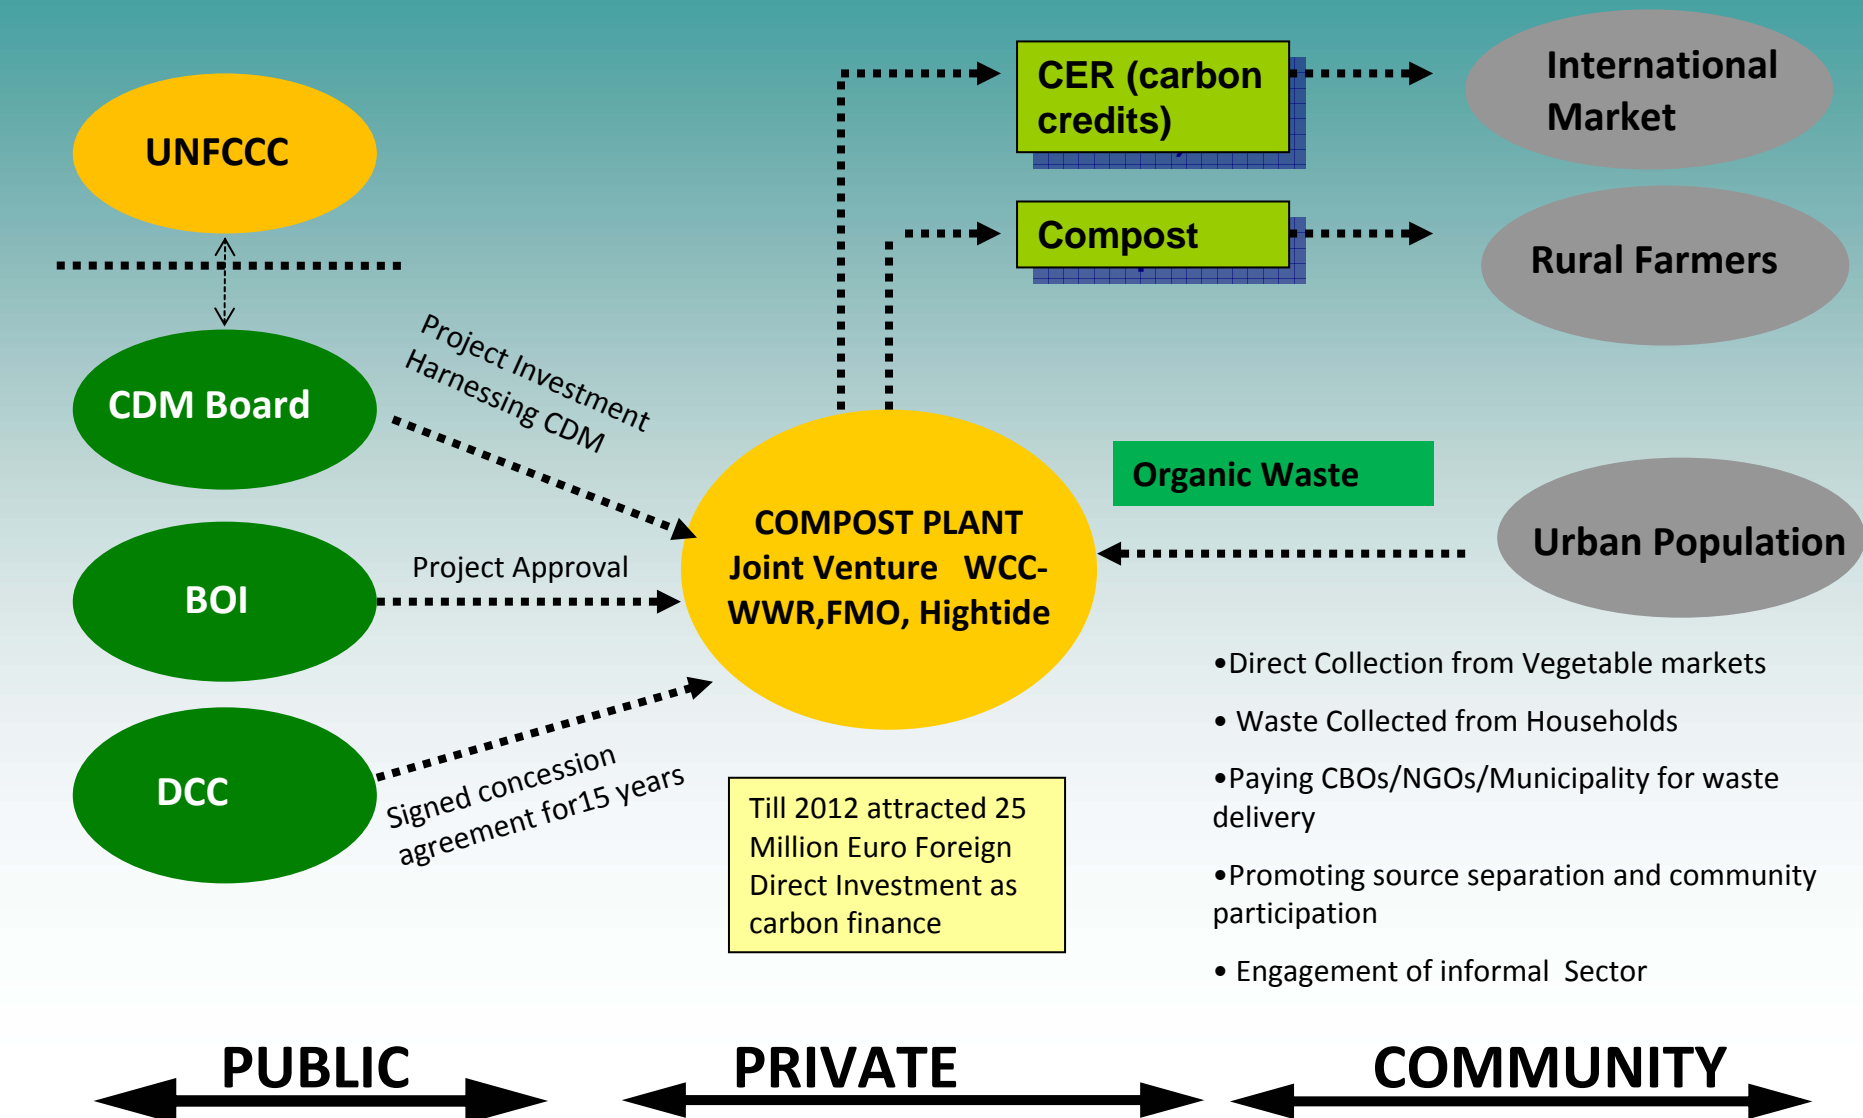 UNFCCC
CDM Board
BOI
DCC
Project Investment
Harnessing CDM
Project Approval
Signed concession
agreement for15 years
COMPOST PLANT
Joint Venture WCC-
WWR,FMO, Hightide
Till 2012 attracted 25
Million Euro Foreign
Direct Investment as
carbon finance
CER (carbon
credits)
Compost
International
Market
Rural Farmers
Organic Waste
Urban Population
•Direct Collection from Vegetable markets
• Waste Collected from Households
•Paying CBOs/NGOs/Municipality for waste
delivery
•Promoting source separation and community
participation
• Engagement of informal Sector
PUBLIC
PRIVATE
COMMUNITY